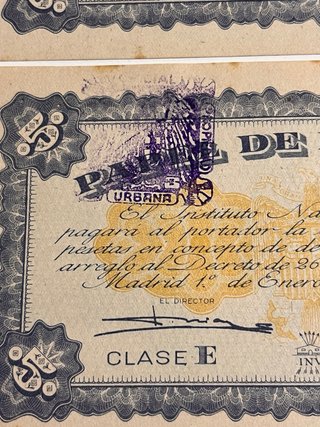 PAPEL DE
URBANA
El Instituto Na
pagará al portador la
pesetas en concepto de de
arreglo al Decreto de 26
Madrid 1.º de Enero
EL DIRECTOR
CLASE E
INV